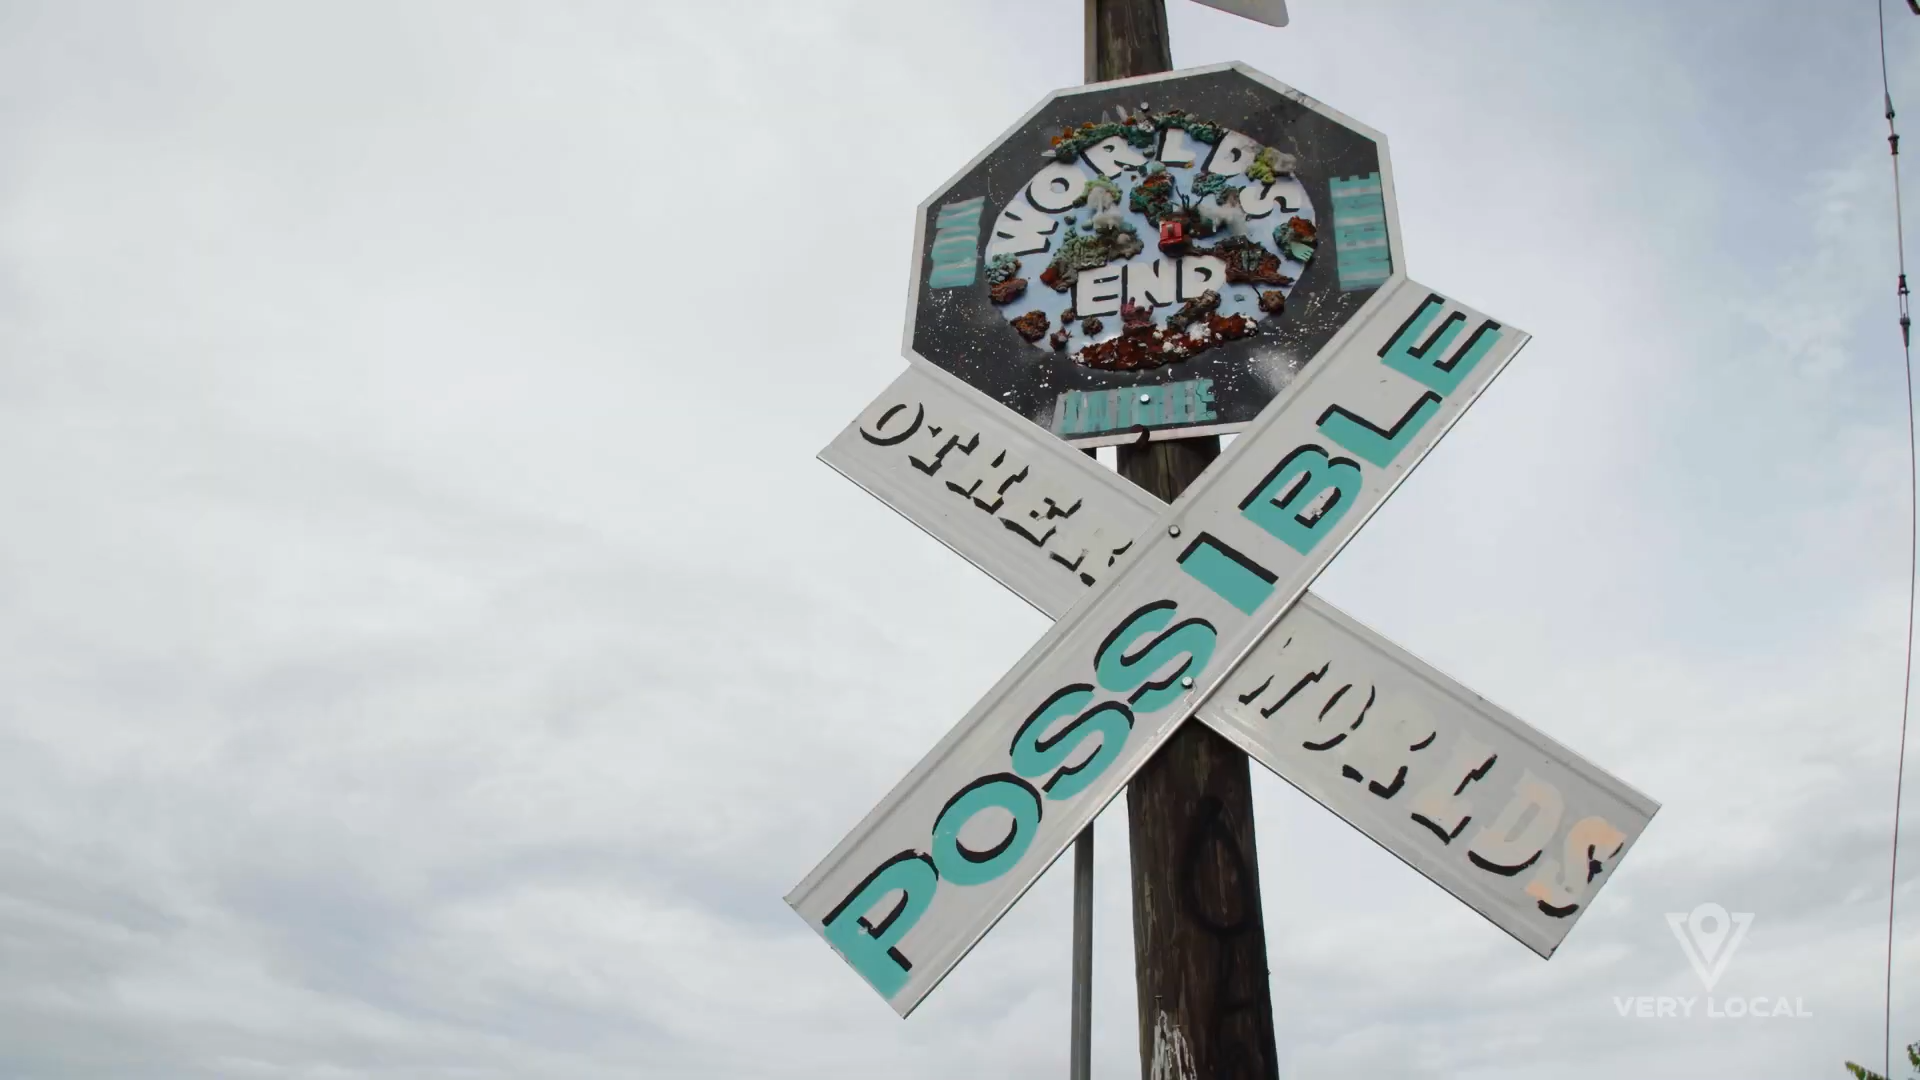 WORLDS
END
OTHER
POSSIBLE
WORLDS
VERY LOCAL